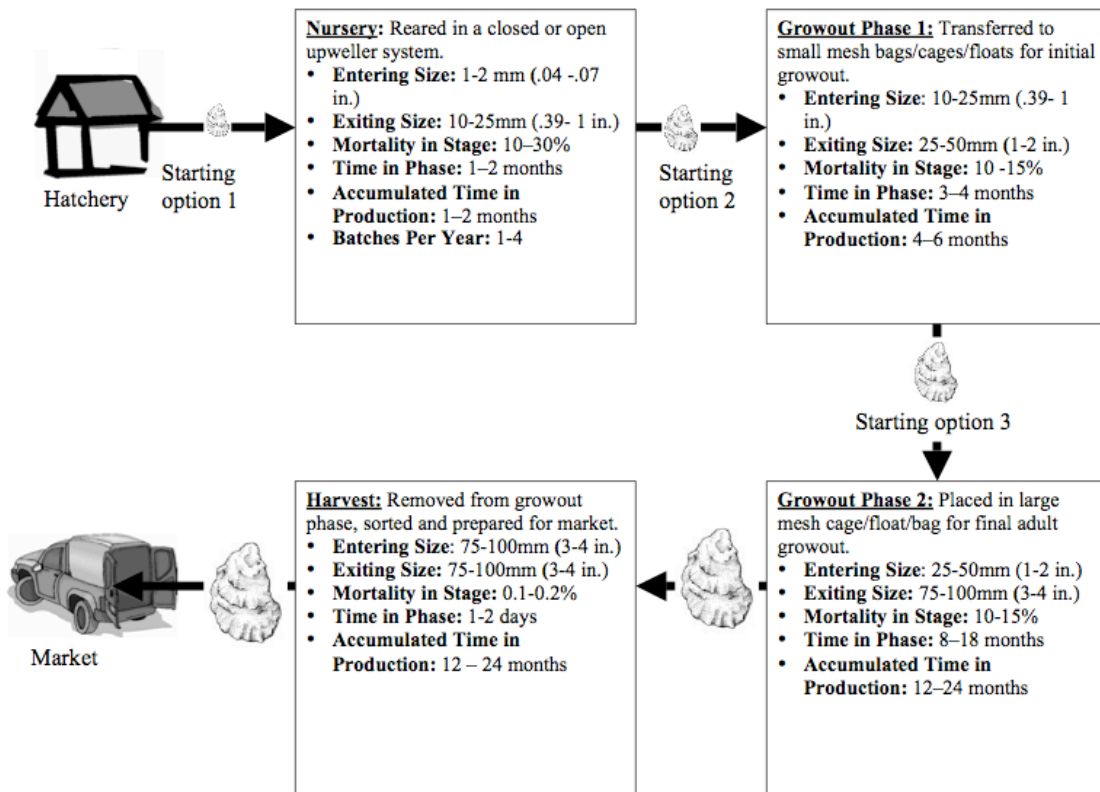 Hatchery
Starting
option 1
Nursery: Reared in a closed or open
upweller system.
• Entering Size: 1-2 mm (.04 -.07
in.)
• Exiting Size: 10-25mm (.39- 1 in.)
• Mortality in Stage: 10–30%
• Time in Phase: 1–2 months
• Accumulated Time in
Production: 1–2 months
• Batches Per Year: 1-4
Starting
option 2
Growout Phase 1: Transferred to
small mesh bags/cages/floats for initial
growout.
• Entering Size: 10-25mm (.39- 1
in.)
• Exiting Size: 25-50mm (1-2 in.)
• Mortality in Stage: 10 -15%
• Time in Phase: 3–4 months
• Accumulated Time in
Production: 4–6 months
Starting option 3
Growout Phase 2: Placed in large
mesh cage/float/bag for final adult
growout.
• Entering Size: 25-50mm (1-2 in.)
• Exiting Size: 75-100mm (3-4 in.)
• Mortality in Stage: 10-15%
• Time in Phase: 8–18 months
• Accumulated Time in
Production: 12–24 months
Harvest: Removed from growout
phase, sorted and prepared for market.
• Entering Size: 75-100mm (3-4 in.)
• Exiting Size: 75-100mm (3-4 in.)
• Mortality in Stage: 0.1-0.2%
• Time in Phase: 1-2 days
• Accumulated Time in
Production: 12 – 24 months
Market